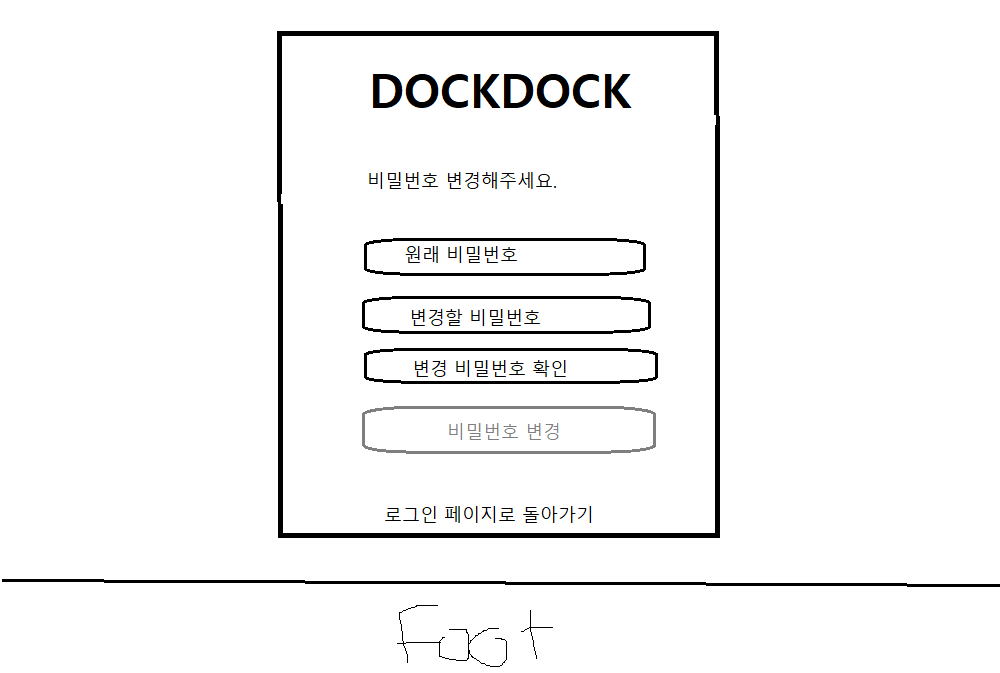 DOCKDOCK
비밀번호 변경해주세요.
원래 비밀번호
변경할 비밀번호
변경 비밀번호 확인
비밀번호 변경
로그인 페이지로 돌아가기
Foot